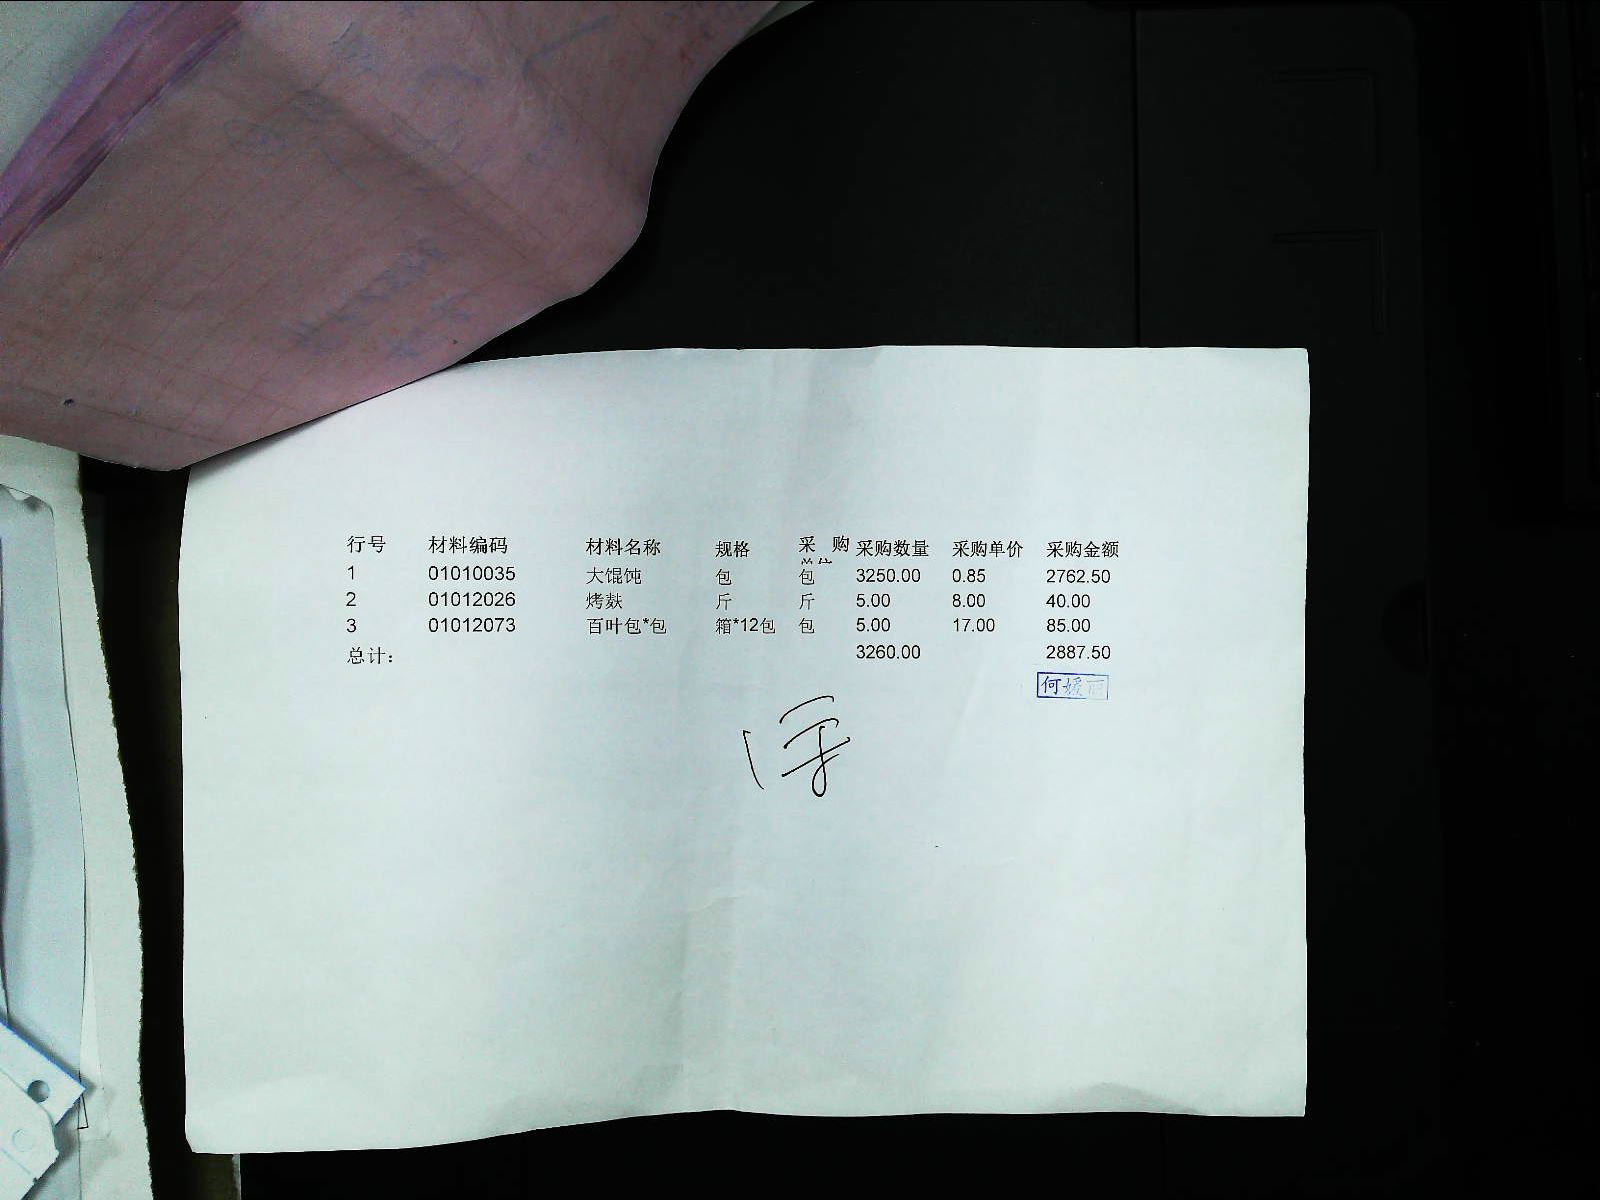 行号 材料编码 材料名称 规格 采购单位 采购数量 采购单价 采购金额
1 01010035 大馄饨 包 包 3250.00 0.85 2762.50
2 01012026 烤麸 斤 斤 5.00 8.00 40.00
3 01012073 百叶包*包 箱*12包 包 5.00 17.00 85.00
总计： 3260.00 2887.50
何媛丽